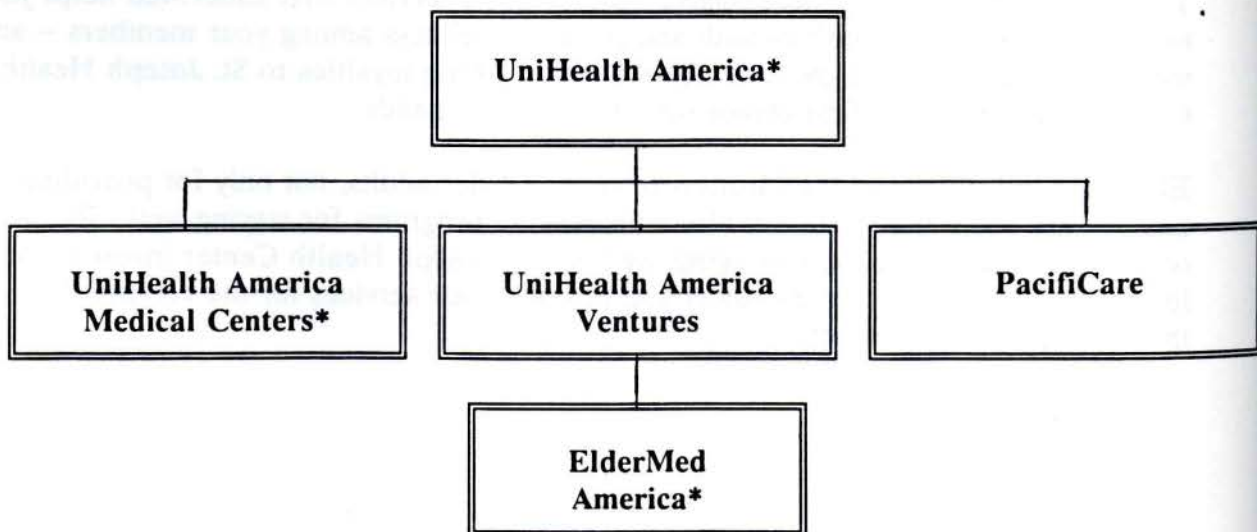 UniHealth America*
UniHealth America
Medical Centers*
UniHealth America
Ventures
PacifiCare
ElderMed
America*